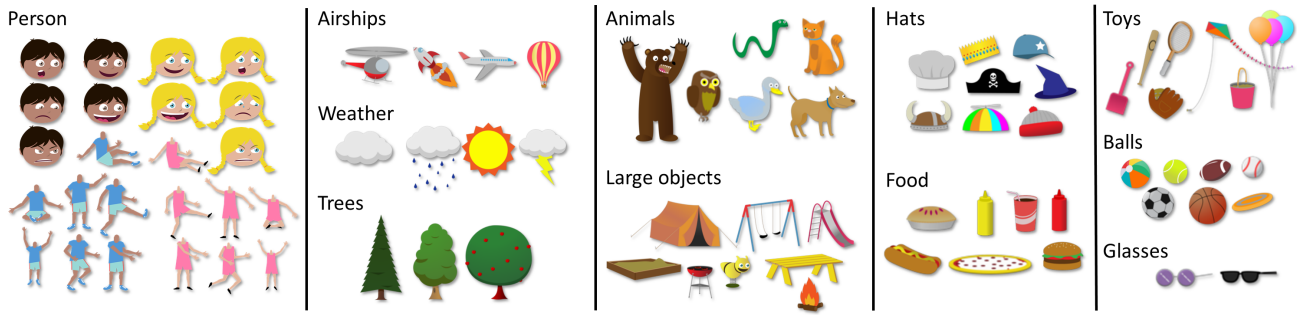 Person
Airships
Weather
Trees
Animals
Large objects
Hats
Food
Toys
Balls
Glasses